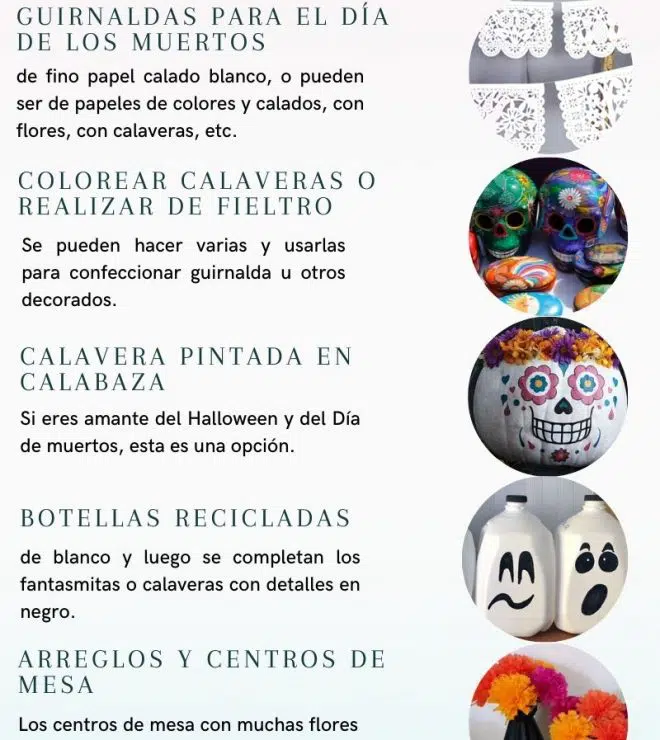 GUIRNALDAS PARA EL DÍA
DE LOS MUERTOS
de fino papel calado blanco, o pueden
ser de papeles de colores y calados, con
flores, con calaveras, etc.
COLOREAR CALAVERAS O
REALIZAR DE FIELTRO
Se pueden hacer varias y usarlas
para confeccionar guirnalda u otros
decorados.
CALAVERA PINTADA EN
CALABAZA
Si eres amante del Halloween y del Día
de muertos, esta es una opción.
BOTELLAS RECICLADAS
de blanco y luego se completan los
fantasmitas o calaveras con detalles en
negro.
ARREGLOS Y CENTROS DE
MESA
Los centros de mesa con muchas flores